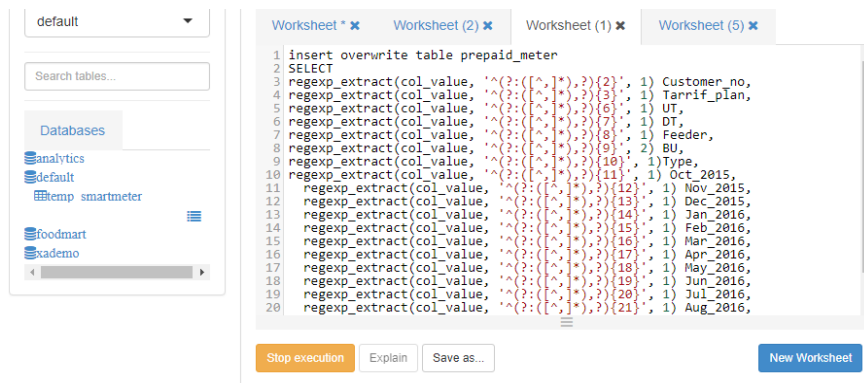 default
Worksheet * ✖ Worksheet (2) ✖ Worksheet (1) ✖ Worksheet (5) ✖
Search tables...
Databases
analytics
default
temp_smartmeter
foodmart
xademo
1 insert overwrite table prepaid_meter
2 SELECT
3 regexp_extract(col_value, '^(?:([^,]*),?){2}', 1) Customer_no,
4 regexp_extract(col_value, '^(?:([^,]*),?){3}', 1) Tarrif_plan,
5 regexp_extract(col_value, '^(?:([^,]*),?){6}', 1) UT,
6 regexp_extract(col_value, '^(?:([^,]*),?){7}', 1) DT,
7 regexp_extract(col_value, '^(?:([^,]*),?){8}', 1) Feeder,
8 regexp_extract(col_value, '^(?:([^,]*),?){9}', 2) BU,
9 regexp_extract(col_value, '^(?:([^,]*),?){10}', 1)Type,
10 regexp_extract(col_value, '^(?:([^,]*),?){11}', 1) Oct_2015,
11 regexp_extract(col_value, '^(?:([^,]*),?){12}', 1) Nov_2015,
12 regexp_extract(col_value, '^(?:([^,]*),?){13}', 1) Dec_2015,
13 regexp_extract(col_value, '^(?:([^,]*),?){14}', 1) Jan_2016,
14 regexp_extract(col_value, '^(?:([^,]*),?){15}', 1) Feb_2016,
15 regexp_extract(col_value, '^(?:([^,]*),?){16}', 1) Mar_2016,
16 regexp_extract(col_value, '^(?:([^,]*),?){17}', 1) Apr_2016,
17 regexp_extract(col_value, '^(?:([^,]*),?){18}', 1) May_2016,
18 regexp_extract(col_value, '^(?:([^,]*),?){19}', 1) Jun_2016,
19 regexp_extract(col_value, '^(?:([^,]*),?){20}', 1) Jul_2016,
20 regexp_extract(col_value, '^(?:([^,]*),?){21}', 1) Aug_2016,
Stop execution Explain Save as... New Worksheet